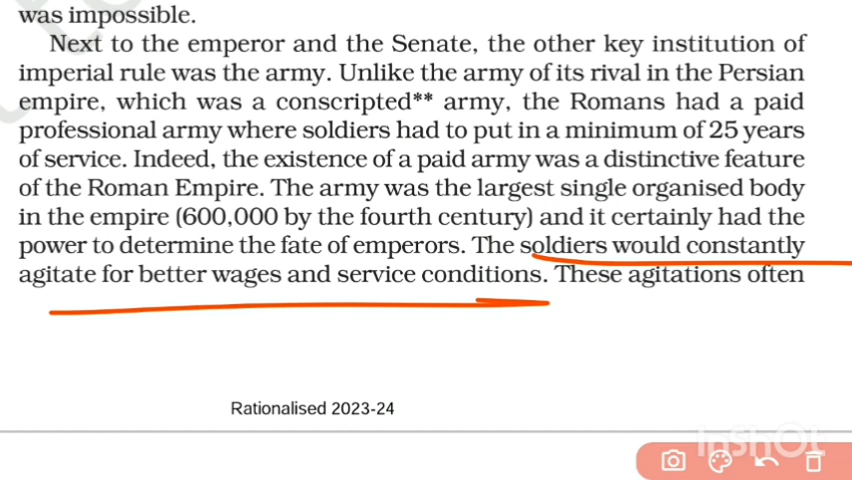 was impossible.
Next to the emperor and the Senate, the other key institution of
imperial rule was the army. Unlike the army of its rival in the Persian
empire, which was a conscripted** army, the Romans had a paid
professional army where soldiers had to put in a minimum of 25 years
of service. Indeed, the existence of a paid army was a distinctive feature
of the Roman Empire. The army was the largest single organised body
in the empire (600,000 by the fourth century) and it certainly had the
power to determine the fate of emperors. The soldiers would constantly
agitate for better wages and service conditions. These agitations often
Rationalised 2023-24
InShOt